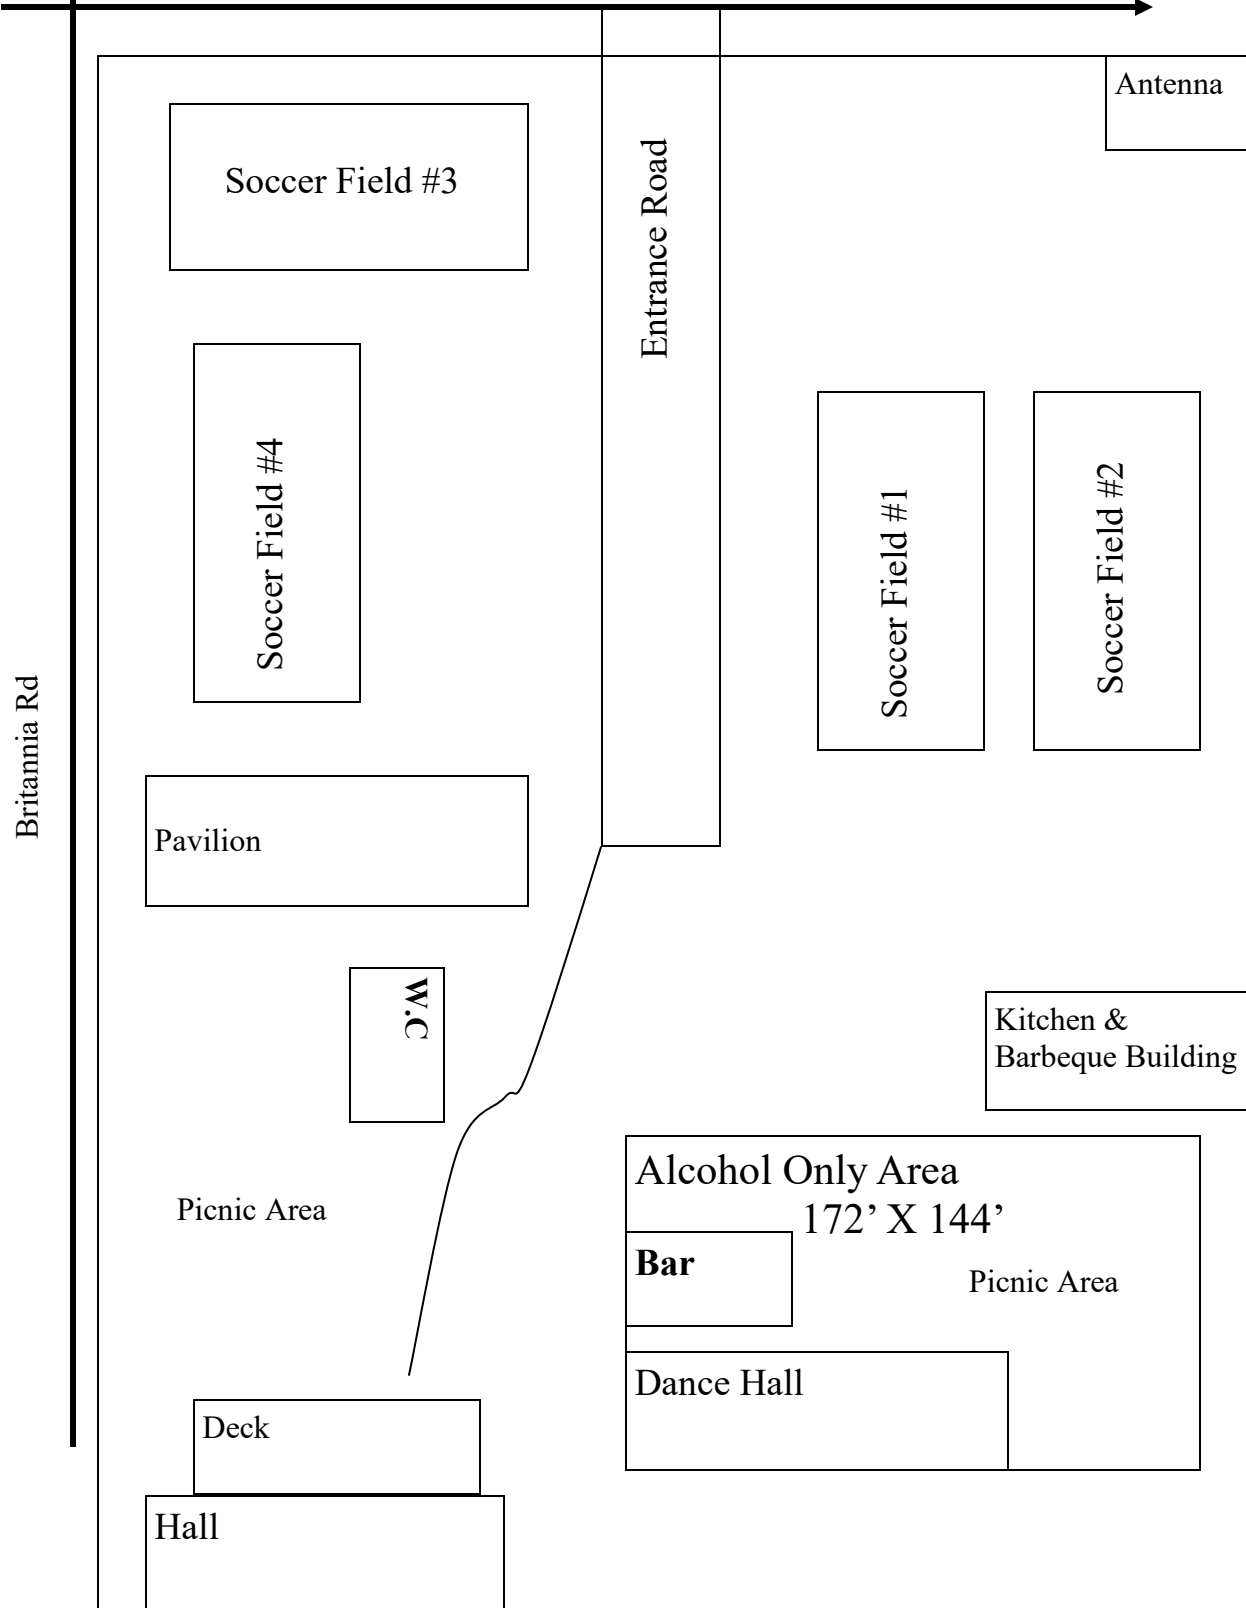 Antenna
Soccer Field #3
Entrance Road
Soccer Field #4
Soccer Field #1
Soccer Field #2
Britannia Rd
Pavilion
W.C
Kitchen &
Barbeque Building
Alcohol Only Area
172’ X 144’
Picnic Area
Bar
Picnic Area
Dance Hall
Deck
Hall